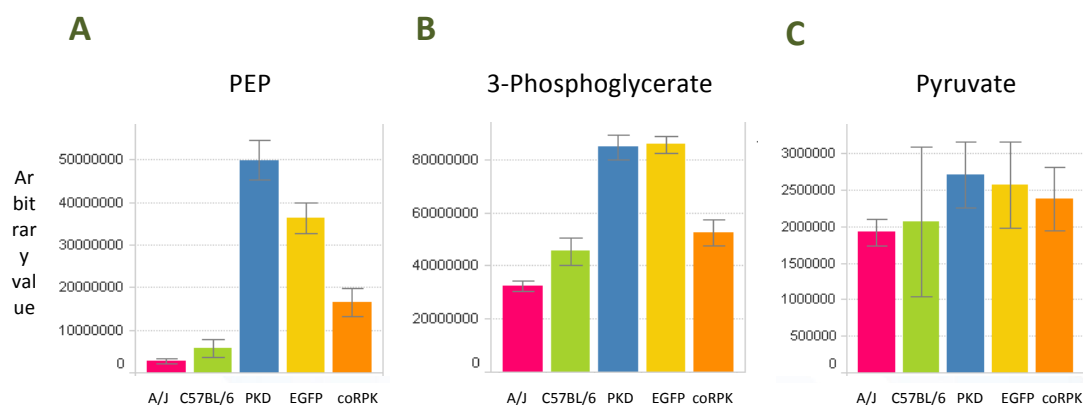 A
B
C
PEP
3-Phosphoglycerate
Pyruvate
Ar
bit
rar
y
val
ue
50000000
40000000
30000000
20000000
10000000
0
A/J C57BL/6 PKD EGFP coRPK
80000000
60000000
40000000
20000000
0
A/J C57BL/6 PKD EGFP coRPK
3000000
2500000
2000000
1500000
1000000
500000
0
A/J C57BL/6 PKD EGFP coRPK